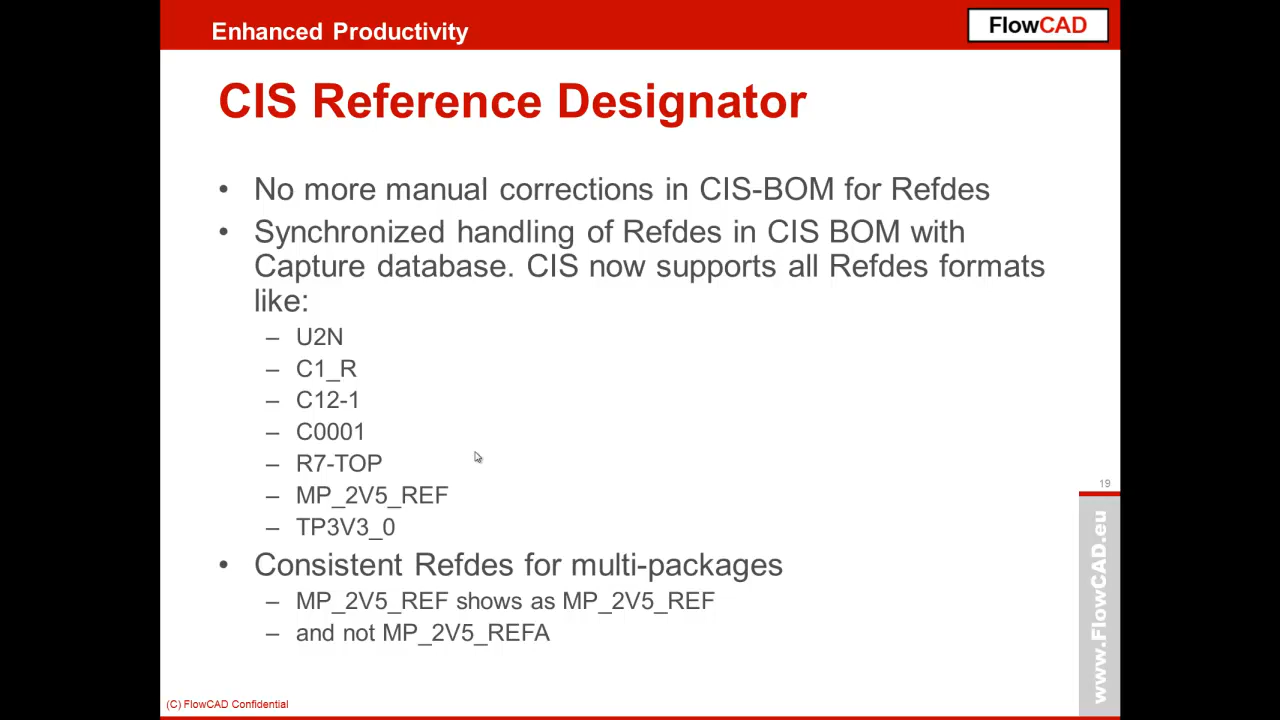 Enhanced Productivity
FlowCAD
CIS Reference Designator
• No more manual corrections in CIS-BOM for Refdes
• Synchronized handling of Refdes in CIS BOM with
Capture database. CIS now supports all Refdes formats
like:
– U2N
– C1_R
– C12-1
– C0001
– R7-TOP
– MP_2V5_REF
– TP3V3_0
• Consistent Refdes for multi-packages
– MP_2V5_REF shows as MP_2V5_REF
– and not MP_2V5_REFA
19
www.FlowCAD.eu
(C) FlowCAD Confidential